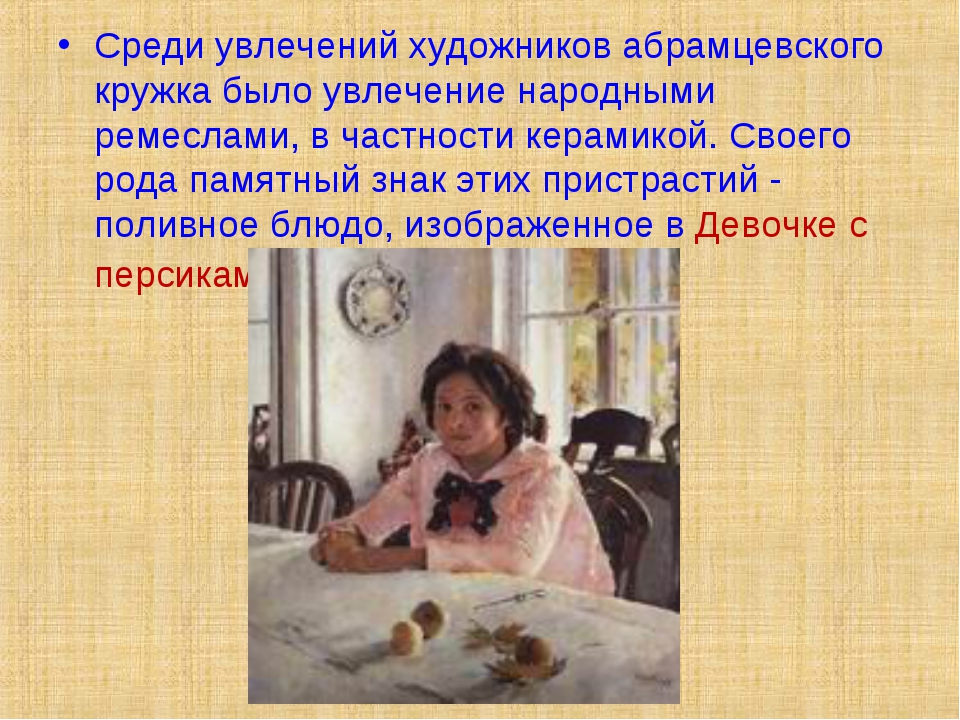 • Среди увлечений художников абрамцевского
кружка было увлечение народными
ремеслами, в частности керамикой. Своего
рода памятный знак этих пристрастий -
поливное блюдо, изображенное в Девочке с
персикам